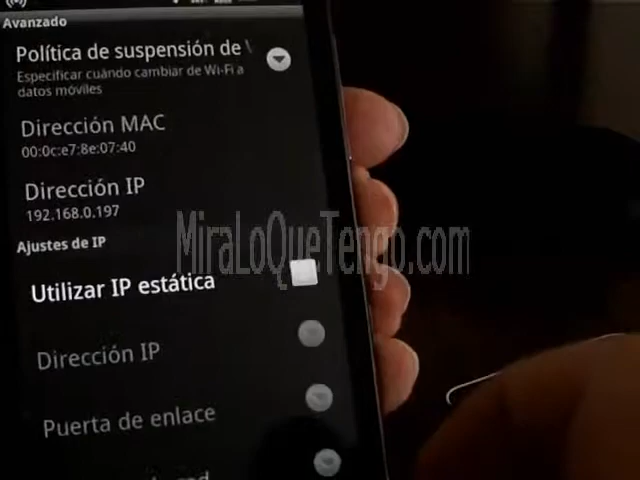 Avanzado
Política de suspensión de
Especificar cuándo cambiar de Wi-Fi a
datos móviles
Dirección MAC
00:0c:e7:8e:07:40
Dirección IP
192.168.0.197
Ajustes de IP
MiraLoQueTengo.com
Utilizar IP estática
Dirección IP
Puerta de enlace